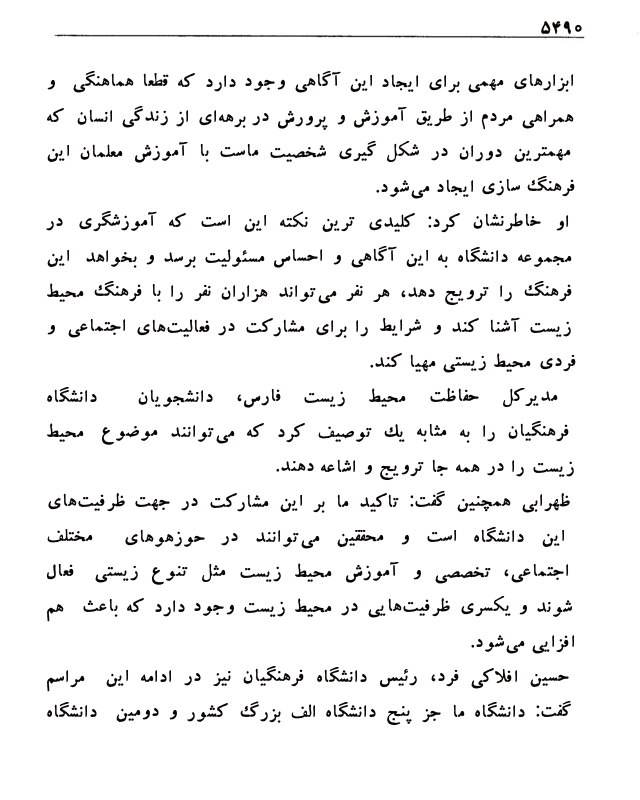 ۵۴۹۰
ابزارهای مهمی برای ایجاد این آگاهی وجود دارد که قطعا هماهنگی و
همراهی مردم از طریق آموزش و پرورش در برهه‌ای از زندگی انسان که
مهمترین دوران در شکل گیری شخصیت ماست با آموزش معلمان این
فرهنگ سازی ایجاد می‌شود.
او خاطرنشان کرد: کلیدی ترین نکته این است که آموزشگری در
مجموعه دانشگاه به این آگاهی و احساس مسئولیت برسد و بخواهد این
فرهنگ را ترویج دهد، هر نفر می‌تواند هزاران نفر را با فرهنگ محیط
زیست آشنا کند و شرایط را برای مشارکت در فعالیت‌های اجتماعی و
فردی محیط زیستی مهیا کند.
مدیرکل حفاظت محیط زیست فارس، دانشجویان دانشگاه
فرهنگیان را به مثابه یك توصیف کرد که می‌توانند موضوع محیط
زیست را در همه جا ترویج و اشاعه دهند.
ظهرابی همچنین گفت: تاکید ما بر این مشارکت در جهت ظرفیت‌های
این دانشگاه است و محققین می‌توانند در حوزهوهای مختلف
اجتماعی، تخصصی و آموزش محیط زیست مثل تنوع زیستی فعال
شوند و یکسری ظرفیت‌هایی در محیط زیست وجود دارد که باعث هم
افزایی می‌شود.
حسین افلاکی فرد، رئیس دانشگاه فرهنگیان نیز در ادامه این مراسم
گفت: دانشگاه ما جز پنج دانشگاه الف بزرگ کشور و دومین دانشگاه